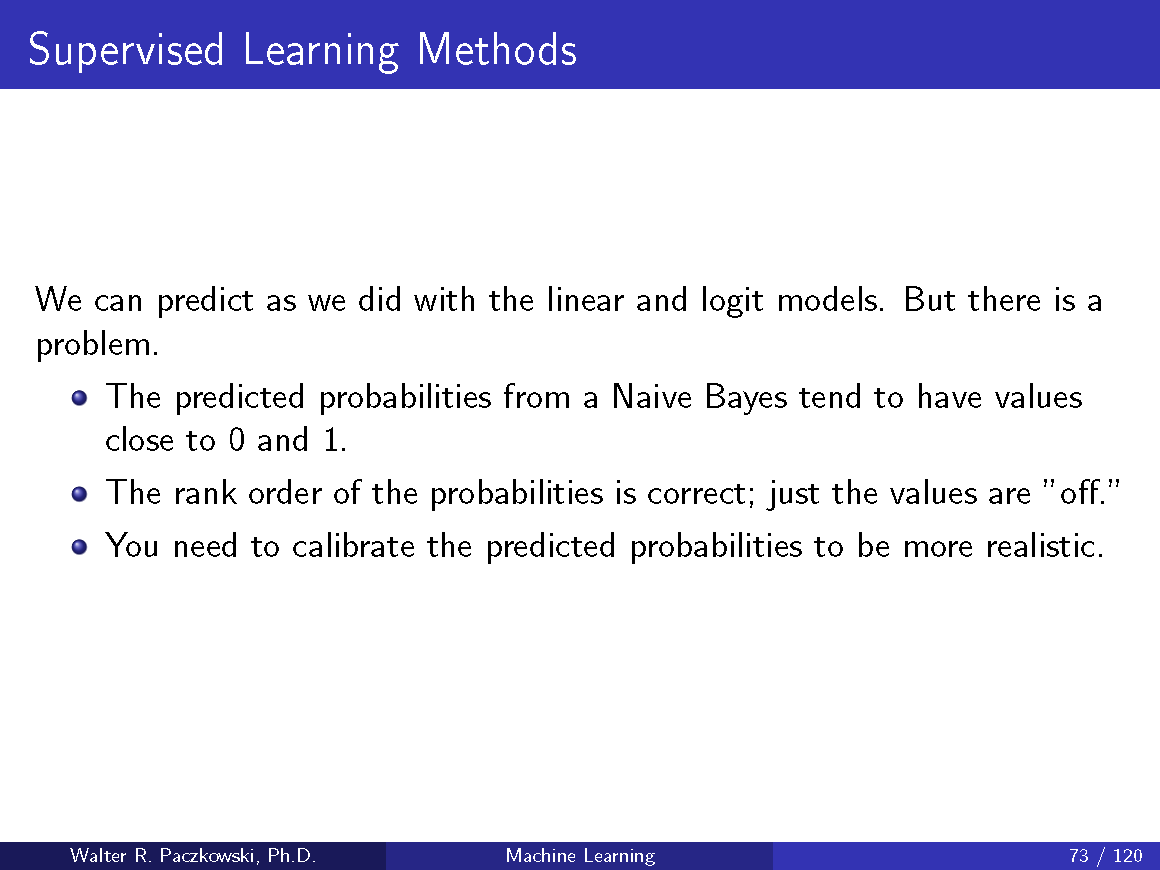 Supervised Learning Methods
We can predict as we did with the linear and logit models. But there is a
problem.
The predicted probabilities from a Naive Bayes tend to have values
close to 0 and 1.
The rank order of the probabilities is correct; just the values are ”off.”
You need to calibrate the predicted probabilities to be more realistic.
Walter R. Paczkowski, Ph.D.
Machine Learning
73 / 120